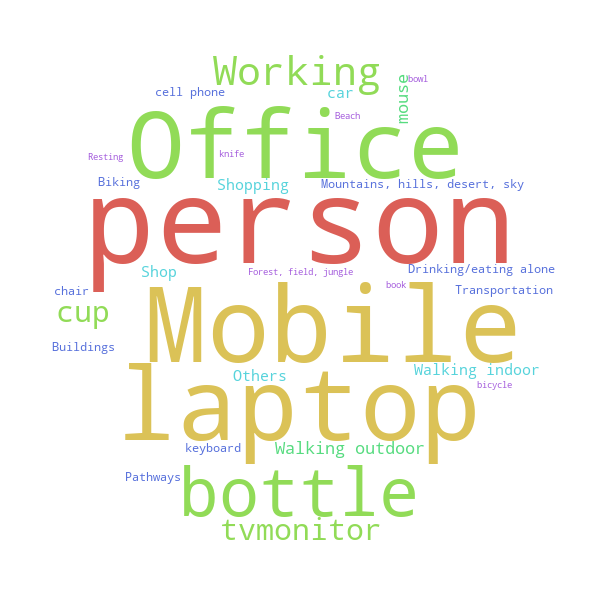 Working
bowl
cell phone
car
mouse
Office
Beach
Resting
knife
Biking
Shopping
Mountains, hills, desert, sky
person
Shop
Forest, field, jungle
Drinking/eating alone
chair
book
Transportation
cup
Mobile
Buildings
Others
Walking indoor
bicycle
laptop
keyboard
Walking outdoor
Pathways
bottle
tvmonitor